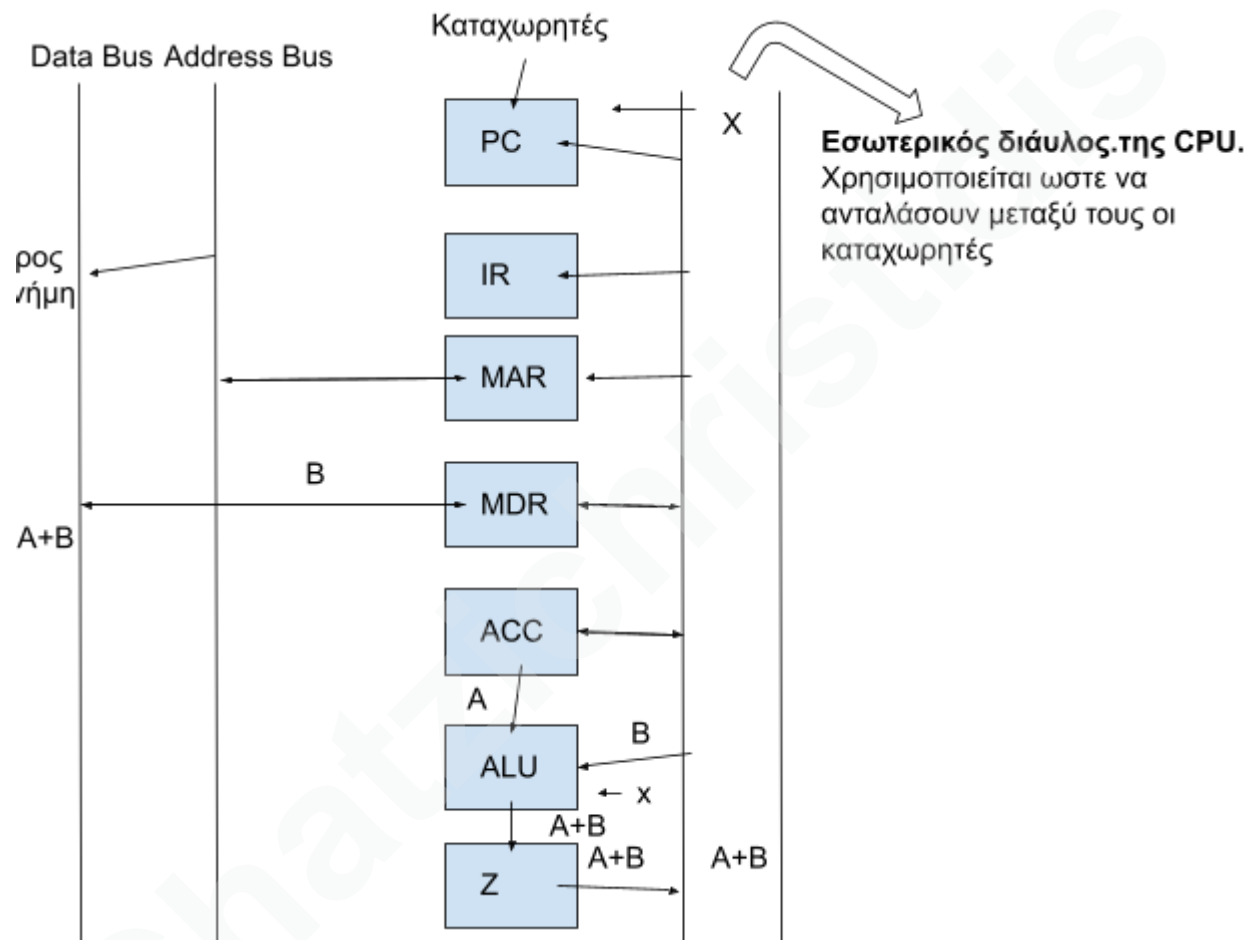 Καταχωρητές
Data Bus Address Bus
X
PC
Εσωτερικός διάυλος.της CPU.
Χρησιμοποιείται ωστε να
ανταλάσουν μεταξύ τους οι
καταχωρητές
IR
MAR
B
MDR
A+B
ACC
A
B
ALU
x
A+B
A+B
A+B
Z
hatzichristidis